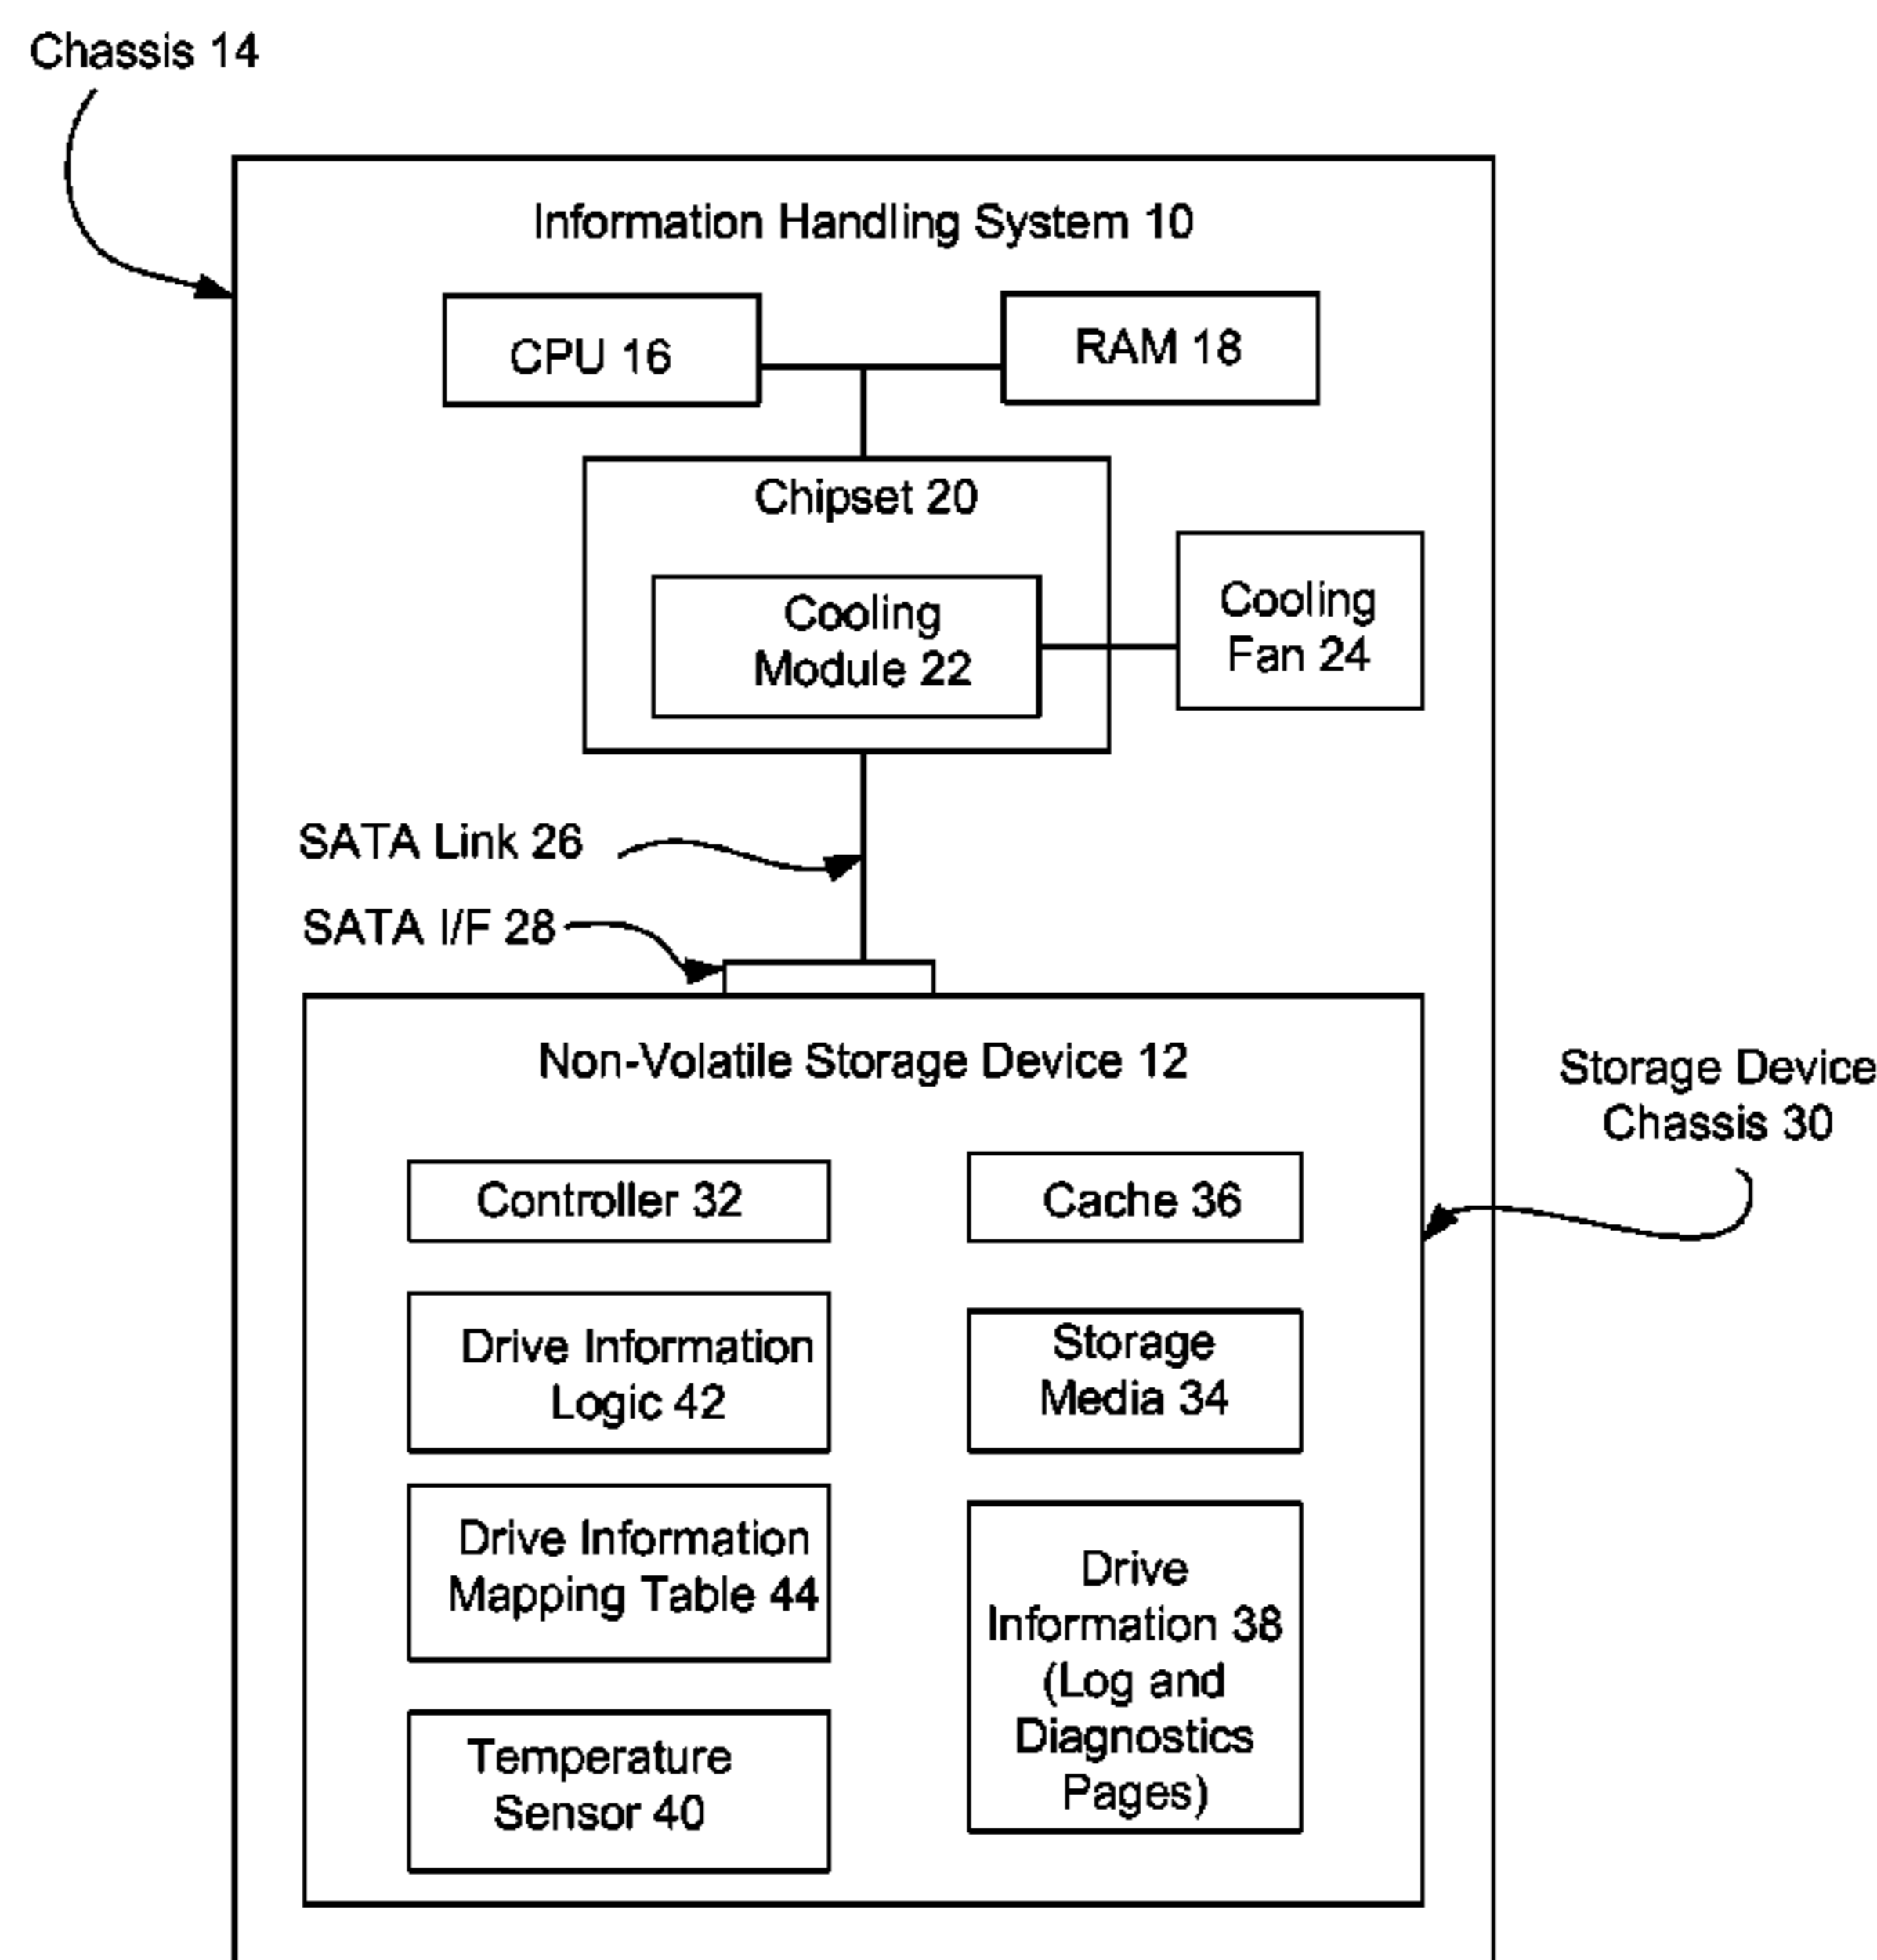 Chassis 14
Information Handling System 10
CPU 16
RAM 18
Chipset 20
Cooling
Module 22
Cooling
Fan 24
SATA Link 26
SATA I/F 28
Non-Volatile Storage Device 12
Storage Device
Chassis 30
Controller 32
Cache 36
Drive Information
Logic 42
Storage
Media 34
Drive Information
Mapping Table 44
Drive
Information 38
(Log and
Diagnostics
Pages)
Temperature
Sensor 40